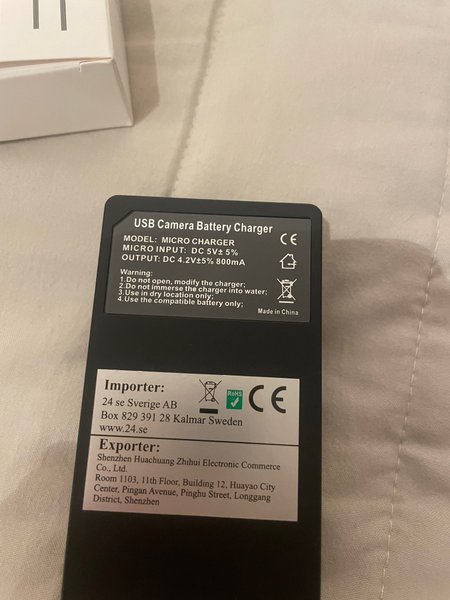 USB Camera Battery Charger
MODEL: MICRO CHARGER
MICRO INPUT: DC 5V± 5%
OUTPUT: DC 4.2V±5% 800mA
CE
Warning:
1.Do not open, modify the charger;
2.Do not immerse the charger into water;
3.Use in dry location only;
4.Use the compatible battery only;
Made in China
Importer:
24 se Sverige AB
Box 829 391 28 Kalmar Sweden
www.24.se
RoHS
CE
Exporter:
Shenzhen Huachuang Zhihui Electronic Commerce
Co., Ltd.
Room 1103, 11th Floor, Building 12, Huayao City
Center, Pingan Avenue, Pinghu Street, Longgang
District, Shenzhen